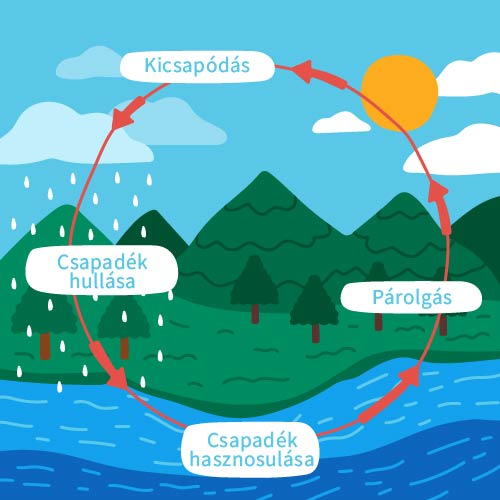 Kicsapódás
Csapadék
hullása
Párolgás
Csapadék
hasznosulása